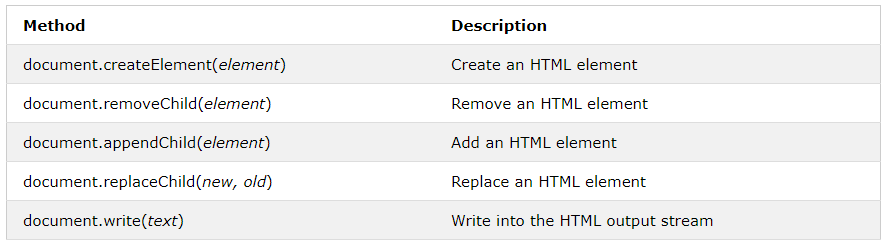 Method Description
document.createElement(element) Create an HTML element
document.removeChild(element) Remove an HTML element
document.appendChild(element) Add an HTML element
document.replaceChild(new, old) Replace an HTML element
document.write(text) Write into the HTML output stream